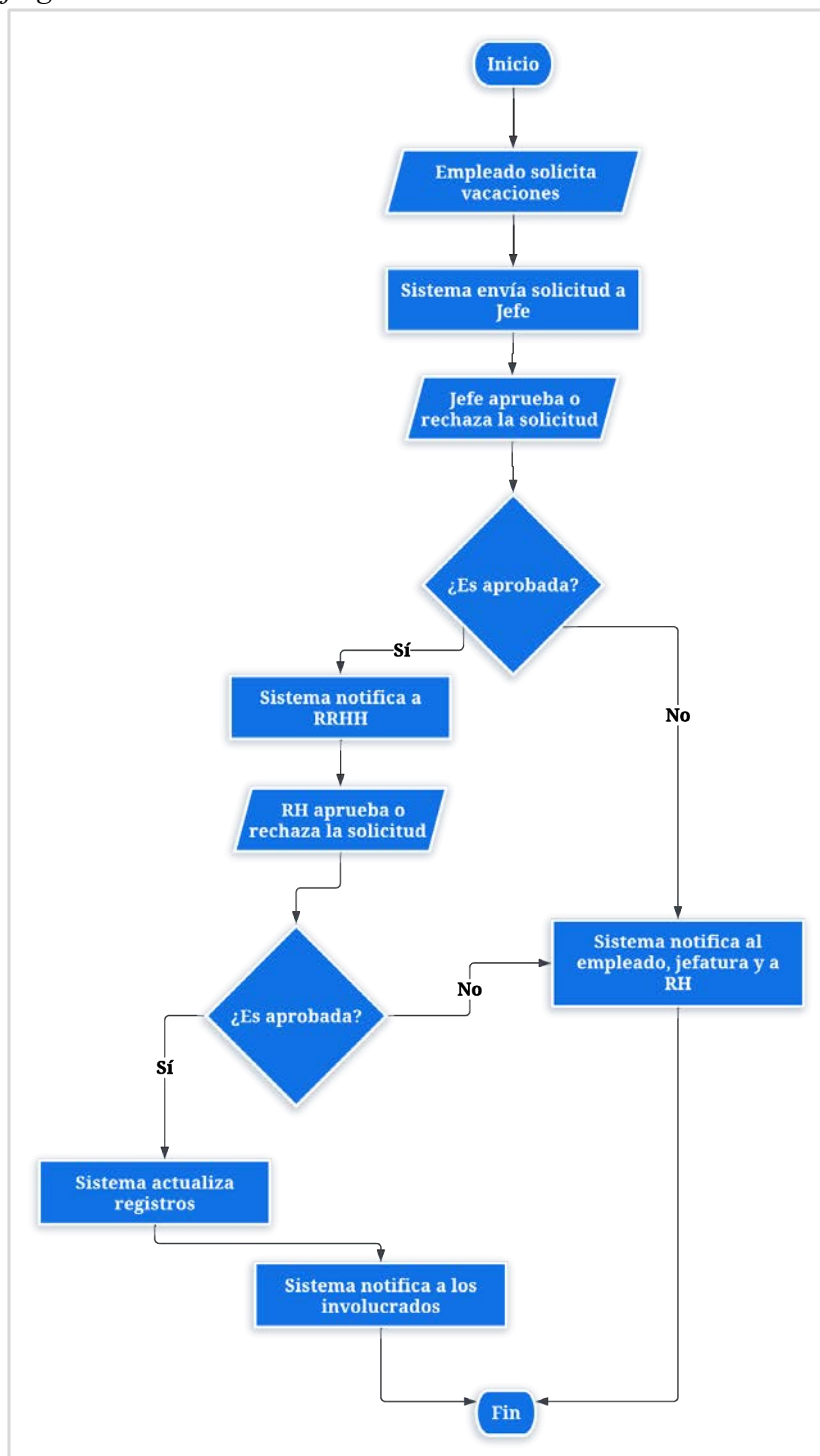 Inicio
Empleado solicita
vacaciones
Sistema envía solicitud a
Jefe
Jefe aprueba o
rechaza la solicitud
¿Es aprobada?
Sí
No
Sistema notifica a
RRHH
RH aprueba o
rechaza la solicitud
Sistema notifica al
empleado, jefatura y a
RH
¿Es aprobada?
No
Sí
Sistema actualiza
registros
Sistema notifica a los
involucrados
Fin